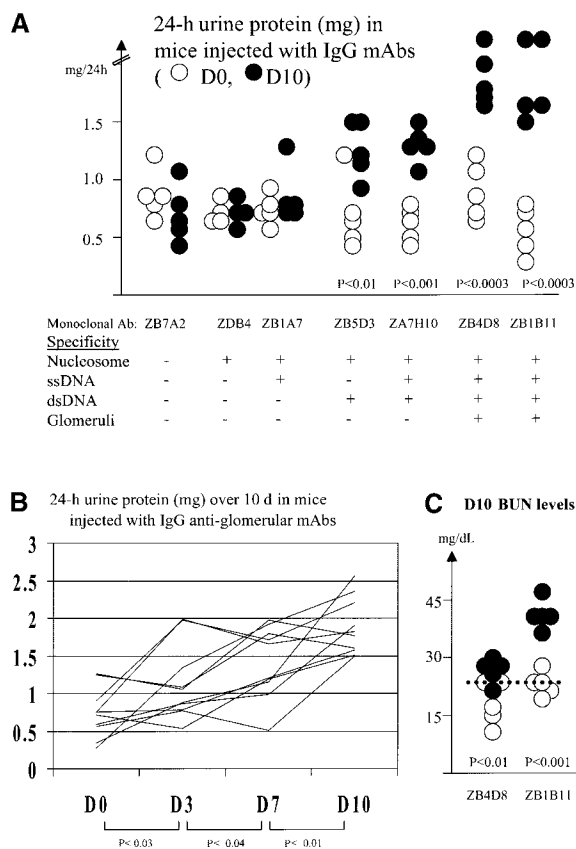 A
24-h urine protein (mg) in
mice injected with IgG mAbs
( D0, D10)
mg/24h
1.5
1.0
0.5
P<0.01 P<0.001 P<0.0003 P<0.0003
Monoclonal Ab: ZB7A2 ZDB4 ZB1A7 ZB5D3 ZA7H10 ZB4D8 ZB1B11
Specificity
Nucleosome - + + + + + +
ssDNA - - + - + + +
dsDNA - - - + + + +
Glomeruli - - - - - + +
B
24-h urine protein (mg) over 10 d in mice
injected with IgG anti-glomerular mAbs
3
2.5
2
1.5
1
0.5
0
D0 D3 D7 D10
P< 0.03 P< 0.04 P< 0.01
C
D10 BUN levels
mg/dL
45
30
15
P<0.01 P<0.001
ZB4D8 ZB1B11